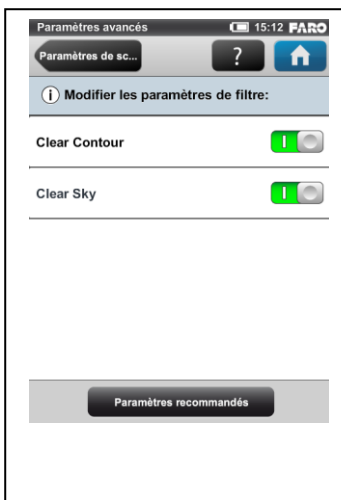 Paramètres avancés 15:12 FARO
Paramètres de sc... ?
i Modifier les paramètres de filtre:
Clear Contour I
Clear Sky I
Paramètres recommandés